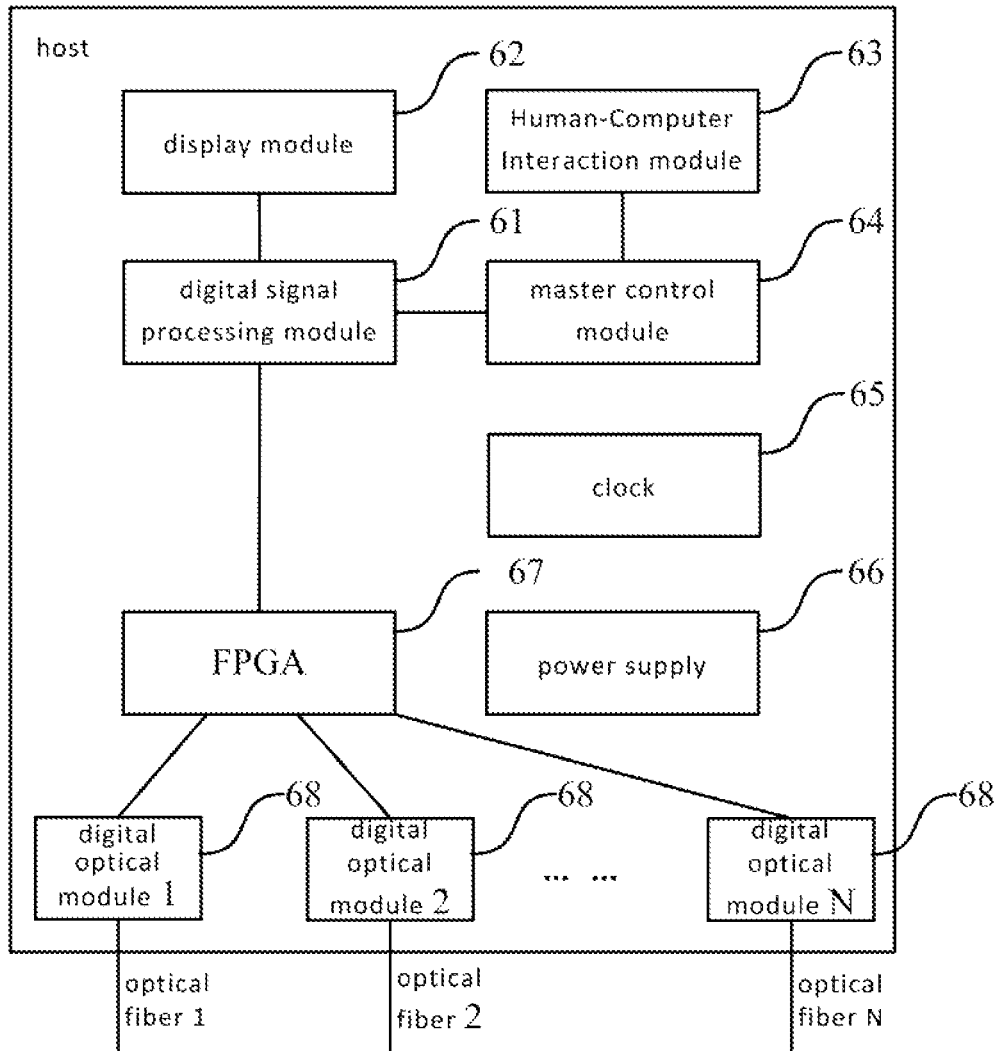 host
62
63
display module
Human-Computer
Interaction module
61
64
digital signal
processing module
master control
module
65
clock
67
66
FPGA
power supply
68
68
68
digital
optical
module 1
digital
optical
module 2
... ...
digital
optical
module N
optical
fiber 1
optical
fiber 2
optical
fiber N